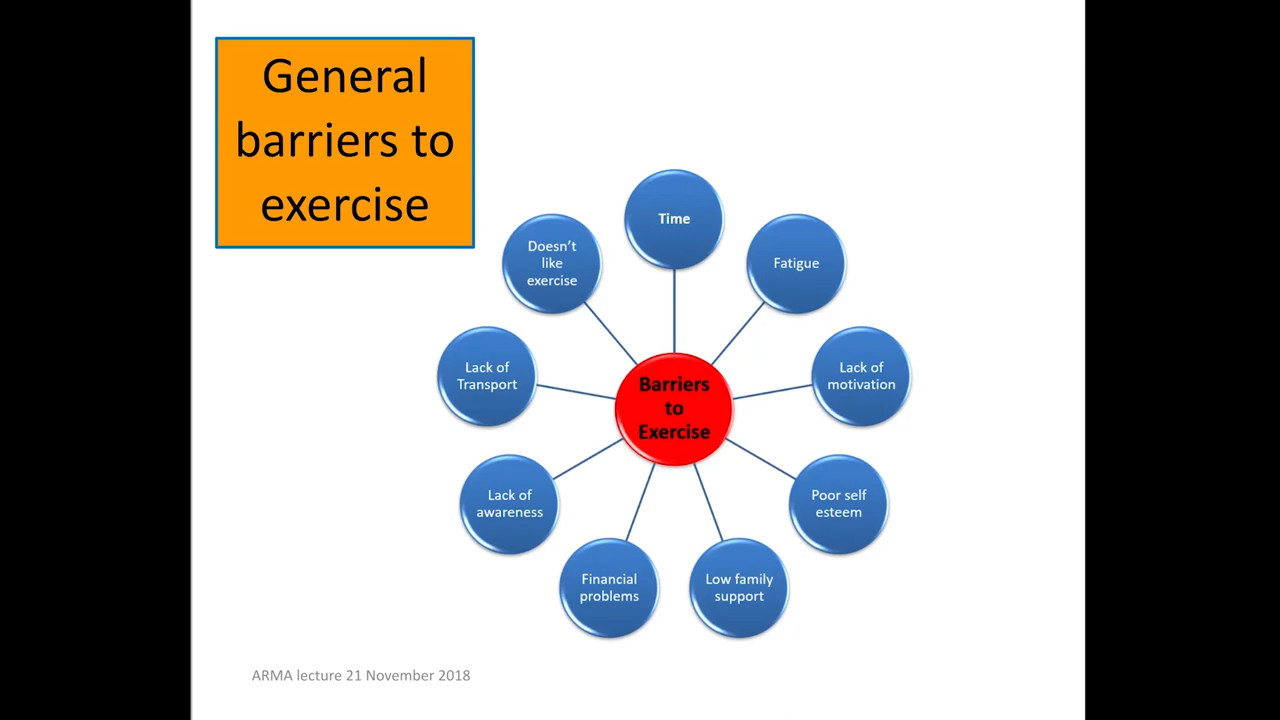 General
barriers to
exercise
Time
Fatigue
Lack of
motivation
Poor self
esteem
Low family
support
Financial
problems
Lack of
awareness
Lack of
Transport
Doesn’t
like
exercise
Barriers
to
Exercise
ARMA lecture 21 November 2018